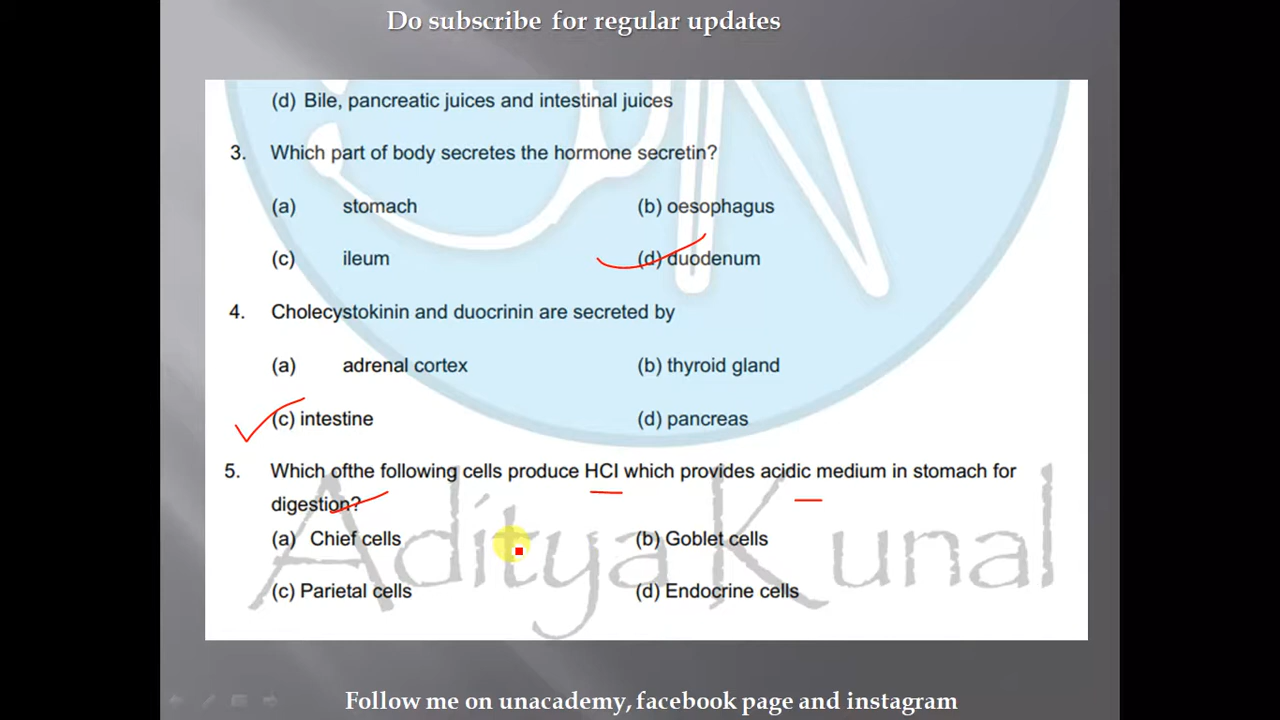 Do subscribe for regular updates
(d) Bile, pancreatic juices and intestinal juices
3. Which part of body secretes the hormone secretin?
(a) stomach (b) oesophagus
(c) ileum (d) duodenum
4. Cholecystokinin and duocrinin are secreted by
(a) adrenal cortex (b) thyroid gland
(c) intestine (d) pancreas
5. Which ofthe following cells produce HCl which provides acidic medium in stomach for
digestion?
(a) Chief cells (b) Goblet cells
(c) Parietal cells (d) Endocrine cells
Aditya Kunal
Follow me on unacademy, facebook page and instagram